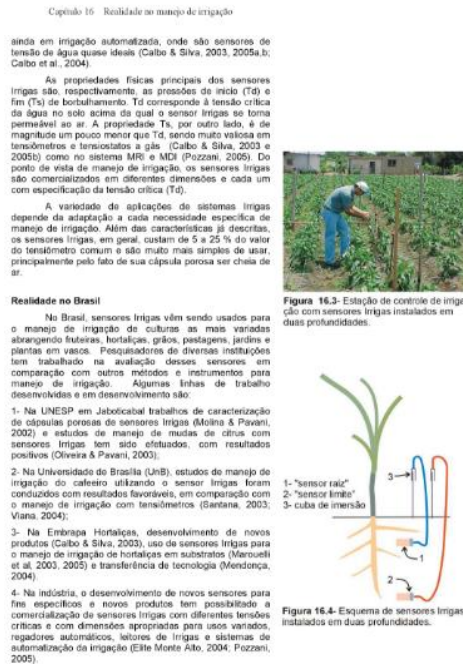 Capítulo 16 Realidade no manejo de irrigação
ainda em irrigação automatizada, onde são sensores de
tensão de água quase ideais (Calbo & Silva, 2003, 2005a,b;
Calbo et al., 2004).
As propriedades físicas principais dos sensores
Irrigas são, respectivamente, as pressões de início (Td) e
fim (Ts) de borbulhamento. Td corresponde à tensão crítica
da água no solo acima da qual o sensor Irrigas se torna
permeável ao ar. A propriedade Ts, por outro lado, é de
magnitude um pouco menor que Td, sendo muito valiosa em
tensiômetros e tensiostatos a gás (Calbo & Silva, 2003 e
2005b) como no sistema MRI e MDI (Pozzani, 2005). Do
ponto de vista de manejo de irrigação, os sensores Irrigas
são comercializados em diferentes dimensões e cada um
com especificação da tensão crítica (Td).
A variedade de aplicações de sistemas Irrigas
depende da adaptação a cada necessidade específica de
manejo de irrigação. Além das características já descritas,
os sensores Irrigas, em geral, custam de 5 a 25 % do valor
do tensiômetro comum e são muito mais simples de usar,
principalmente pelo fato de sua cápsula porosa ser cheia de
ar.
Realidade no Brasil
No Brasil, sensores Irrigas vêm sendo usados para
o manejo de irrigação de culturas as mais variadas
abrangendo fruteiras, hortaliças, grãos, pastagens, jardins e
plantas em vasos. Pesquisadores de diversas instituições
tem trabalhado na avaliação desses sensores em
comparação com outros métodos e instrumentos para
manejo de irrigação. Algumas linhas de trabalho
desenvolvidas e em desenvolvimento são:
1- Na UNESP em Jaboticabal trabalhos de caracterização
de cápsulas porosas de sensores Irrigas (Molina & Pavani,
2002) e estudos de manejo de mudas de citrus com
sensores Irrigas tem sido efetuados, com resultados
positivos (Oliveira & Pavani, 2003);
2- Na Universidade de Brasília (UnB), estudos de manejo de
irrigação do cafeeiro utilizando o sensor Irrigas foram
conduzidos com resultados favoráveis, em comparação com
o manejo de irrigação com tensiômetros (Santana, 2003;
Viana, 2004);
3- Na Embrapa Hortaliças, desenvolvimento de novos
produtos (Calbo & Silva, 2003), uso de sensores Irrigas para
o manejo de irrigação de hortaliças em substratos (Marouelli
et al, 2003, 2005) e transferência de tecnologia (Mendonça,
2004).
4- Na indústria, o desenvolvimento de novos sensores para
fins específicos e novos produtos tem possibilitado a
comercialização de sensores Irrigas com diferentes tensões
críticas e com dimensões apropriadas para usos variados,
regadores automáticos, leitores de Irrigas e sistemas de
automatização da irrigação (Elite Monte Alto, 2004; Pozzani,
2005).
Figura 16.3- Estação de controle de irriga-
ção com sensores Irrigas instalados em
duas profundidades.
1- "sensor raiz"
2- "sensor limite"
3- cuba de imersão
3
1
2
Figura 16.4- Esquema de sensores Irrigas
instalados em duas profundidades.